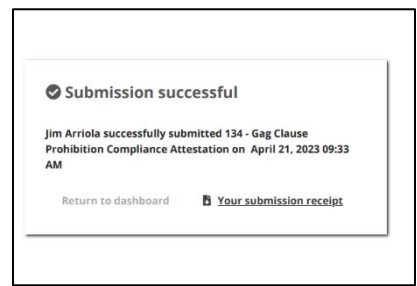 Submission successful
Jim Arriola successfully submitted 134 - Gag Clause
Prohibition Compliance Attestation on April 21, 2023 09:33
AM
Return to dashboard Your submission receipt